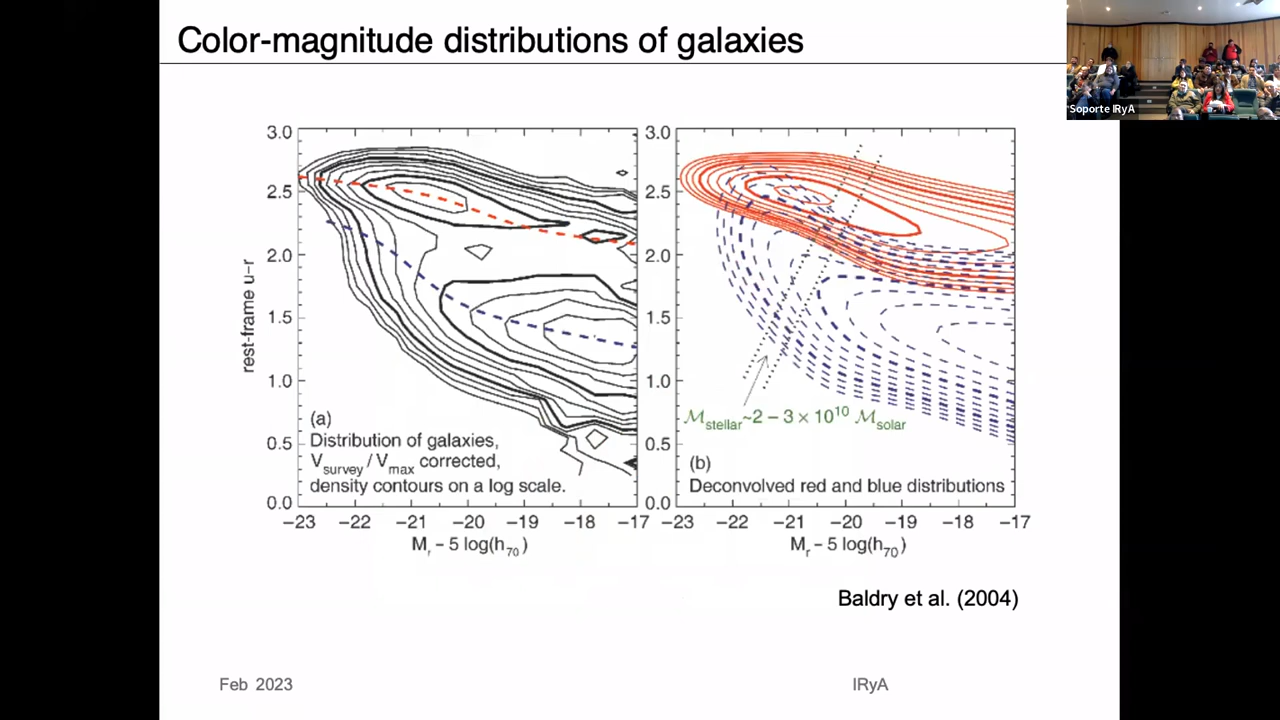 Color-magnitude distributions of galaxies
Soporte IRyA
3.0
2.5
2.0
1.5
1.0
0.5
0.0
rest-frame u-r
(a)
Distribution of galaxies,
V_survey / V_max corrected,
density contours on a log scale.
-23 -22 -21 -20 -19 -18 -17
M_r - 5 log(h_70)
3.0
2.5
2.0
1.5
1.0
0.5
0.0
M_stellar ~2 - 3 × 10^10 M_solar
(b)
Deconvolved red and blue distributions
-23 -22 -21 -20 -19 -18 -17
M_r - 5 log(h_70)
Baldry et al. (2004)
Feb 2023
IRyA